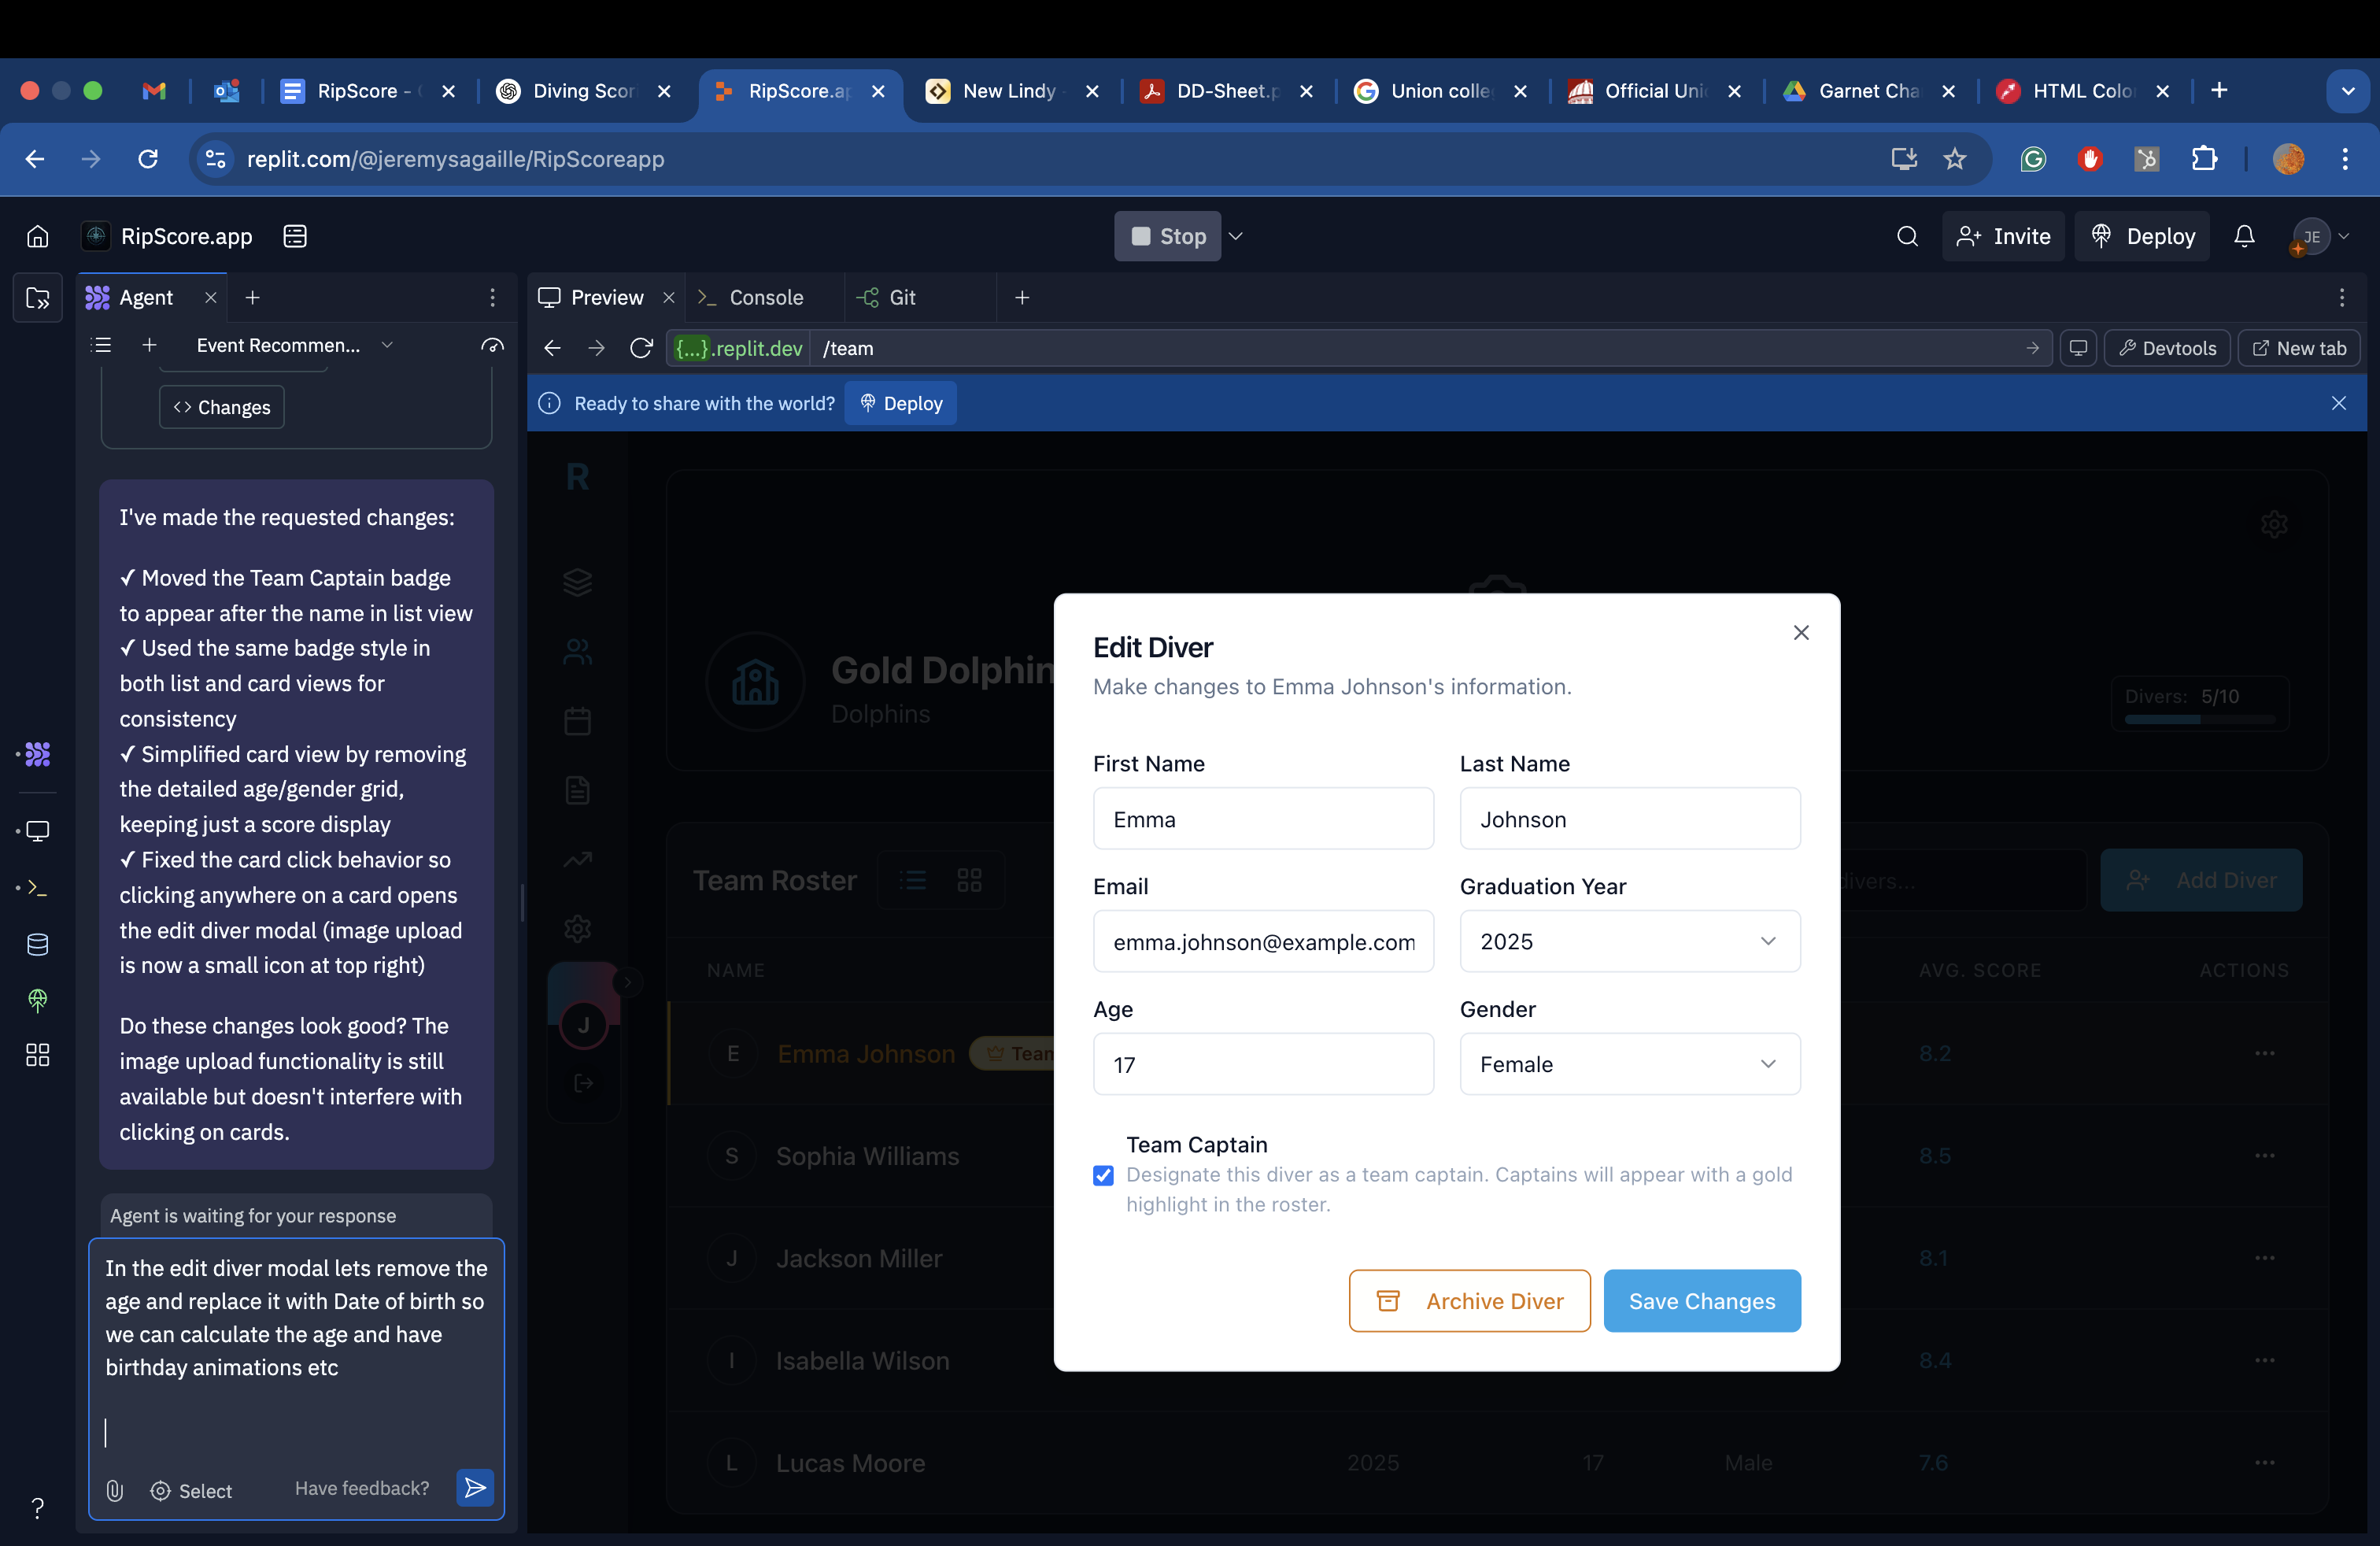 RipScore -
Diving Scor
RipScore.ap
New Lindy
DD-Sheet.p
Union colle
Official Uni
Garnet Cha
HTML Colo
replit.com/@jeremysagaille/RipScoreapp
RipScore.app
Stop
Invite
Deploy
JE
Agent
Preview
Console
Git
Event Recommen...
{...}.replit.dev /team
Devtools
New tab
<> Changes
Ready to share with the world?
Deploy
I've made the requested changes:
✓ Moved the Team Captain badge
to appear after the name in list view
✓ Used the same badge style in
both list and card views for
consistency
✓ Simplified card view by removing
the detailed age/gender grid,
keeping just a score display
✓ Fixed the card click behavior so
clicking anywhere on a card opens
the edit diver modal (image upload
is now a small icon at top right)
Do these changes look good? The
image upload functionality is still
available but doesn't interfere with
clicking on cards.
Agent is waiting for your response
In the edit diver modal lets remove the
age and replace it with Date of birth so
we can calculate the age and have
birthday animations etc
Select
Have feedback?
R
J
Gold Dolphin
Dolphins
Divers: 5/10
Team Roster
divers...
Add Diver
NAME
AVG. SCORE
ACTIONS
E Emma Johnson Team 8.2 ...
S Sophia Williams 8.5 ...
J Jackson Miller 8.1 ...
I Isabella Wilson 8.4 ...
L Lucas Moore 2025 17 Male 7.6 ...
Edit Diver
Make changes to Emma Johnson's information.
First Name
Last Name
Emma
Johnson
Email
Graduation Year
emma.johnson@example.com
2025
Age
Gender
17
Female
Team Captain
Designate this diver as a team captain. Captains will appear with a gold
highlight in the roster.
Archive Diver
Save Changes